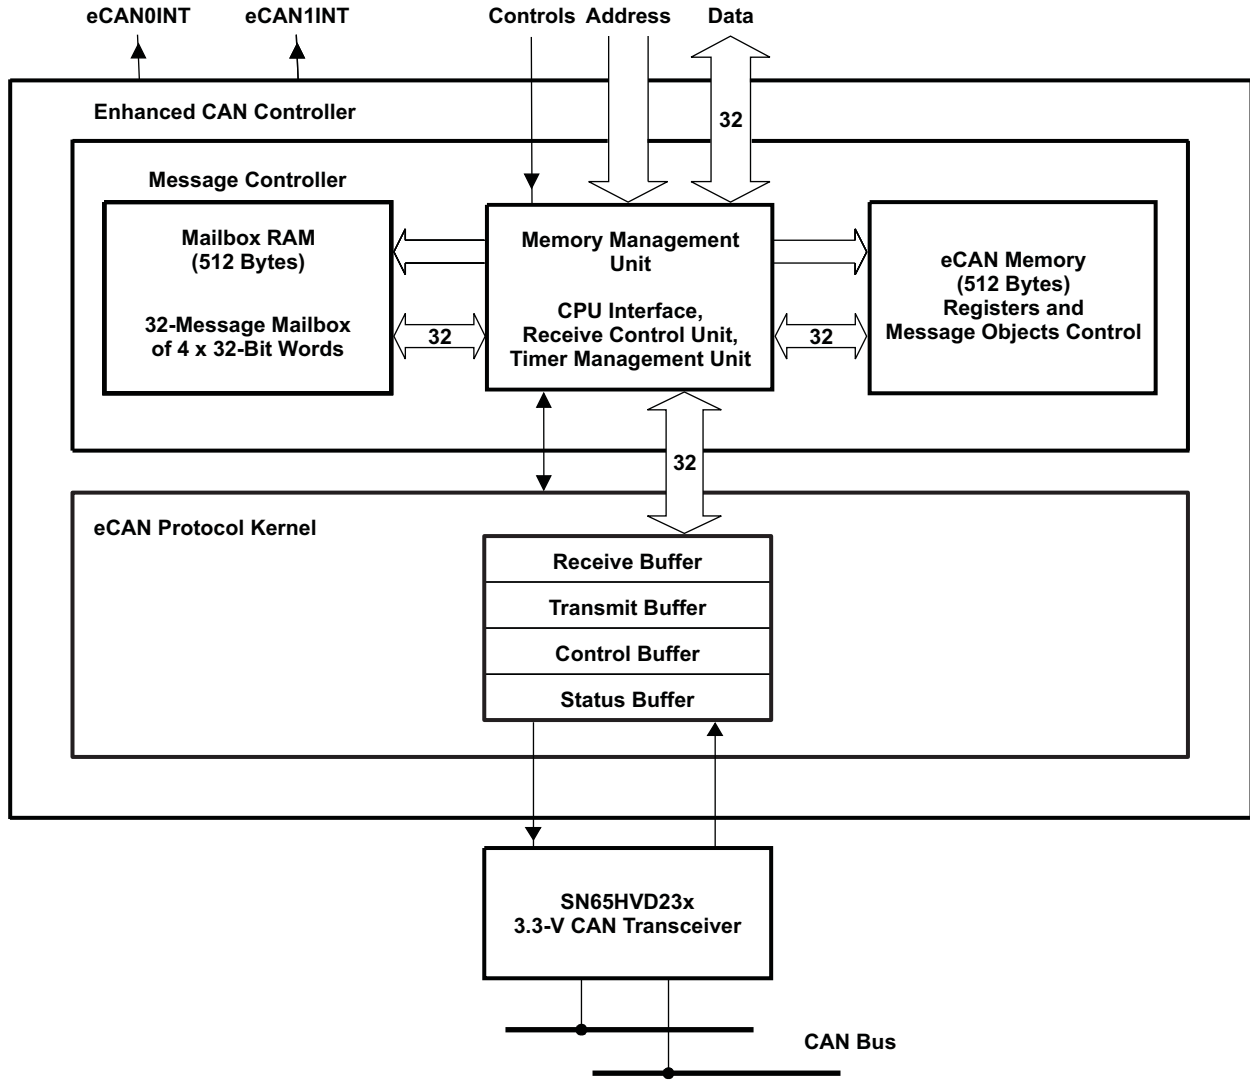 eCAN0INT
eCAN1INT
Controls
Address
Data
32
Enhanced CAN Controller
Message Controller
Mailbox RAM
(512 Bytes)
32-Message Mailbox
of 4 x 32-Bit Words
32
Memory Management
Unit
CPU Interface,
Receive Control Unit,
Timer Management Unit
32
eCAN Memory
(512 Bytes)
Registers and
Message Objects Control
32
eCAN Protocol Kernel
Receive Buffer
Transmit Buffer
Control Buffer
Status Buffer
SN65HVD23x
3.3-V CAN Transceiver
CAN Bus